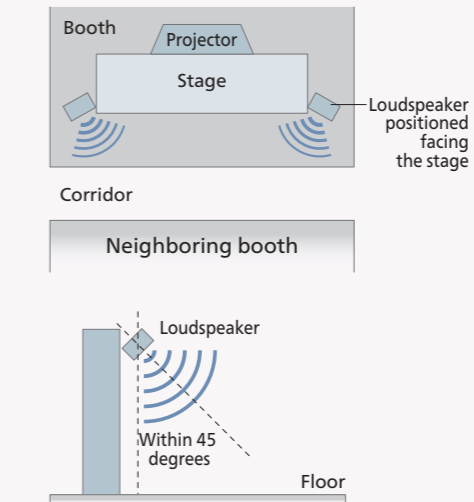 Booth
Projector
Stage
Loudspeaker
positioned
facing
the stage
Corridor
Neighboring booth
Loudspeaker
Within 45
degrees
Floor